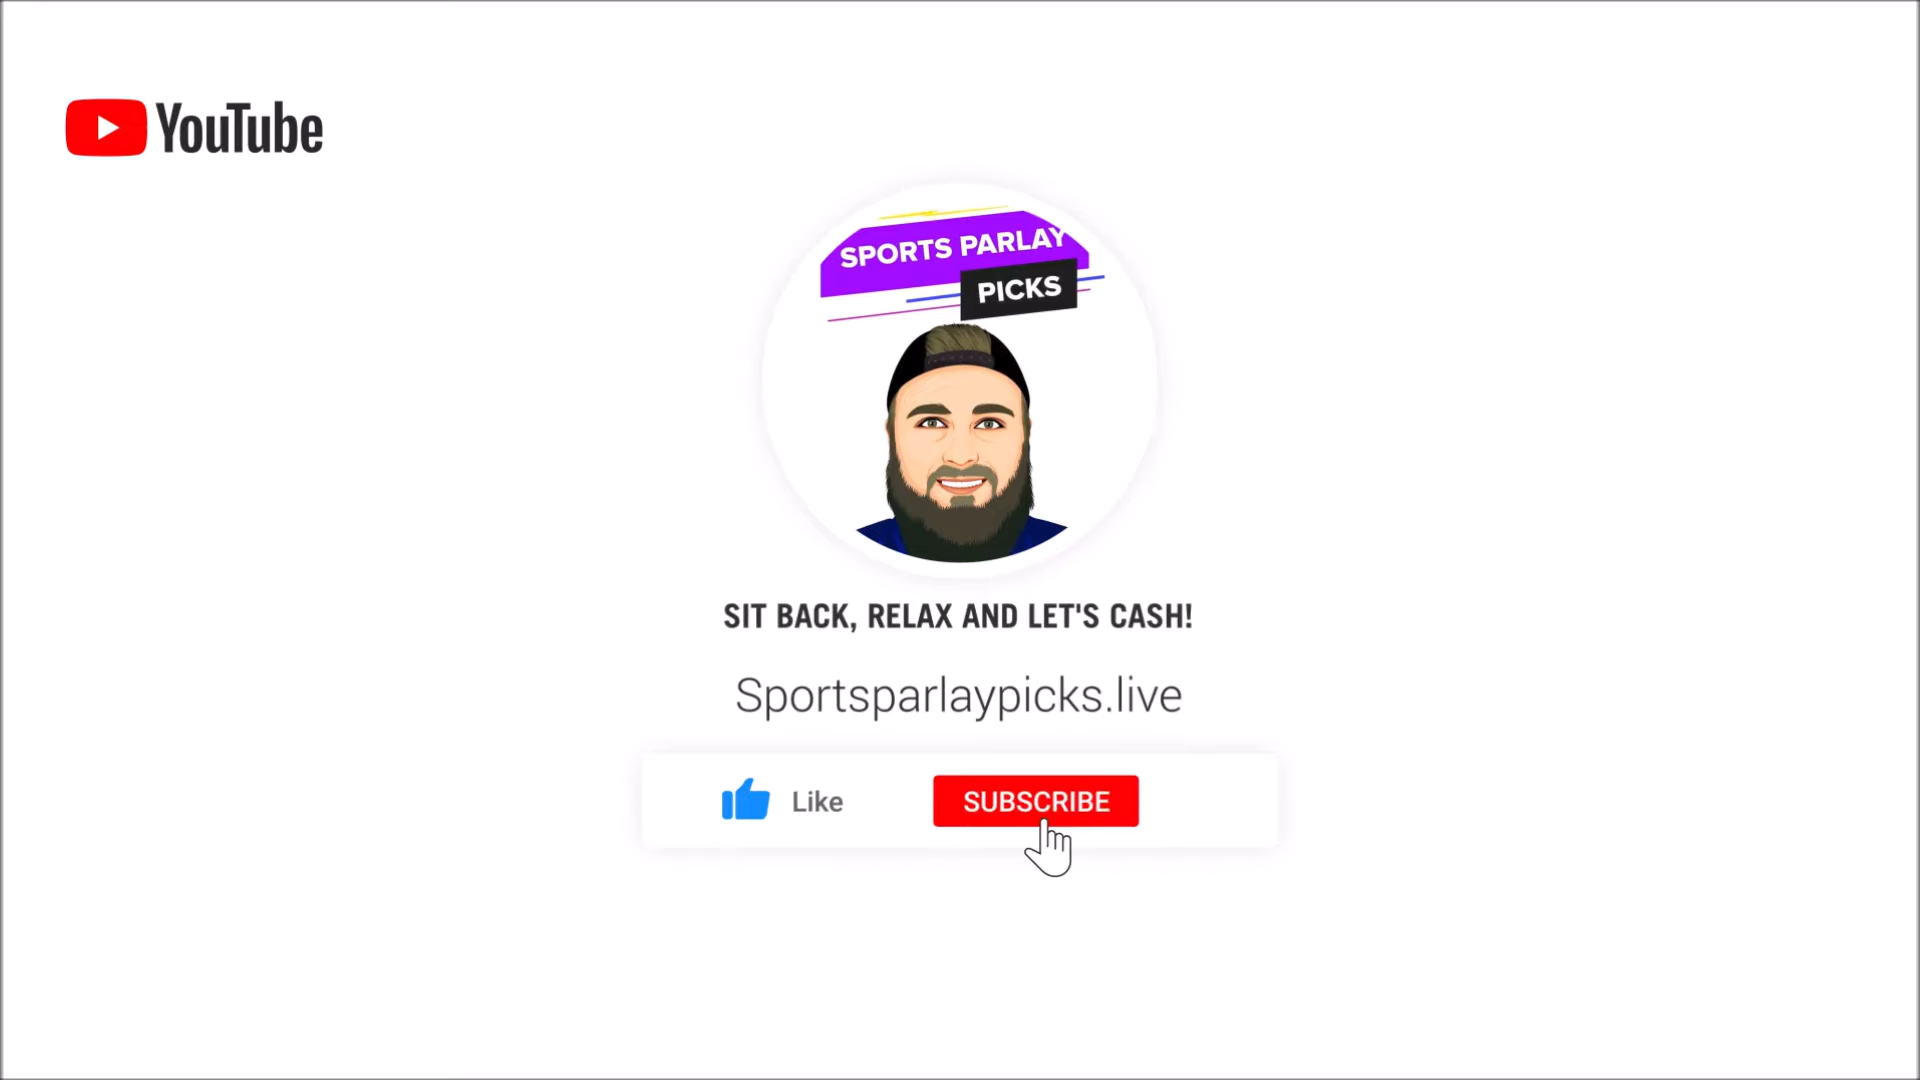 YouTube
SPORTS PARLAY
PICKS
SIT BACK, RELAX AND LET'S CASH!
Sportsparlaypicks.live
Like
SUBSCRIBE